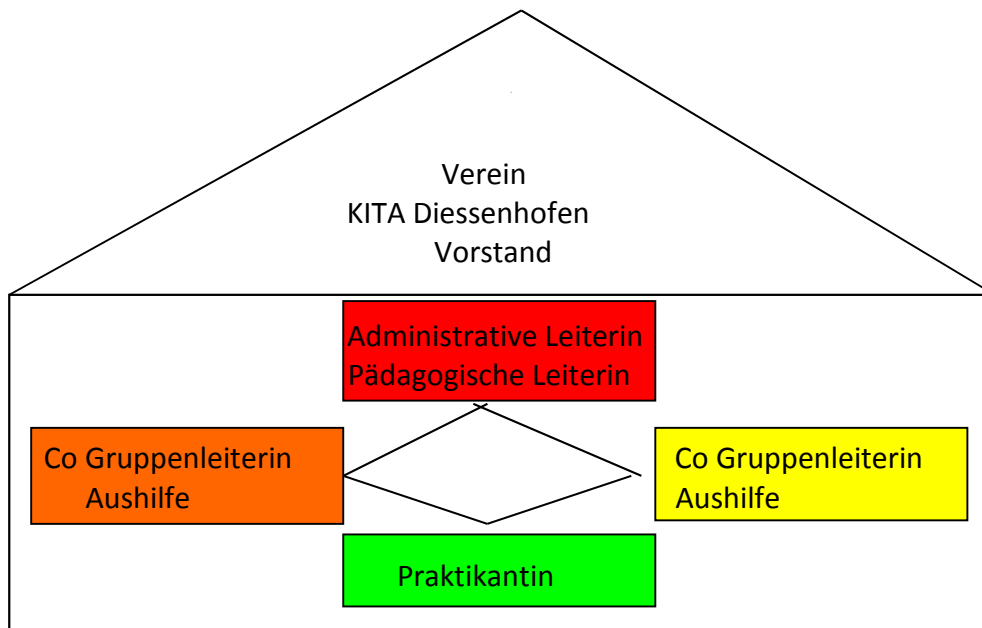 Verein
KITA Diessenhofen
Vorstand
Administrative Leiterin
Pädagogische Leiterin
Co Gruppenleiterin
Aushilfe
Co Gruppenleiterin
Aushilfe
Praktikantin